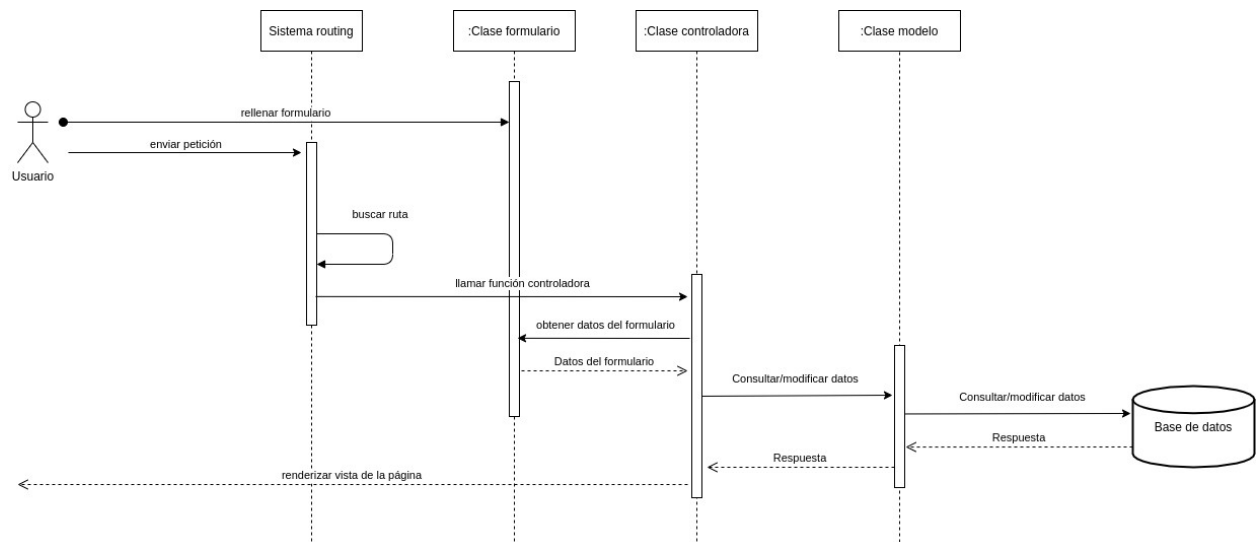 Sistema routing
:Clase formulario
:Clase controladora
:Clase modelo
rellenar formulario
enviar petición
Usuario
buscar ruta
llamar función controladora
obtener datos del formulario
Datos del formulario
Consultar/modificar datos
Consultar/modificar datos
Base de datos
Respuesta
Respuesta
renderizar vista de la página